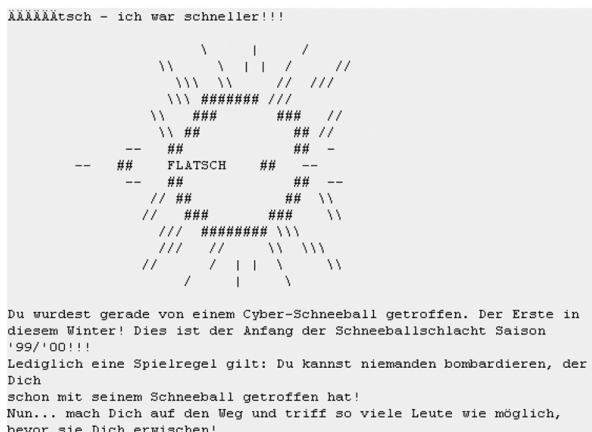 ÄÄÄÄÄÄtsch - ich war schneller!!!
\ | /
\\ \ | | / //
\\\ \\ // ///
\\\ ####### ///
\\ ### ### //
\\ ## ## //
-- ## ## -
-- ## FLATSCH ## --
-- ## ## --
// ## ## \\
// ### ### \\
/// ######## \\\
/// // \\ \\\
// / | | \ \\
/ | \
Du wurdest gerade von einem Cyber-Schneeball getroffen. Der Erste in
diesem Winter! Dies ist der Anfang der Schneeballschlacht Saison
'99/'00!!!
Lediglich eine Spielregel gilt: Du kannst niemanden bombardieren, der
Dich
schon mit seinem Schneeball getroffen hat!
Nun... mach Dich auf den Weg und triff so viele Leute wie möglich,
bevor sie Dich erwischen!